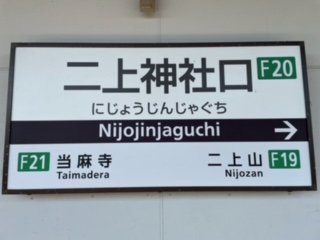 二上神社口 F20
にじょうじんじゃぐち
Nijojinjaguchi →
F21 当麻寺 二上山 F19
Taimadera Nijozan